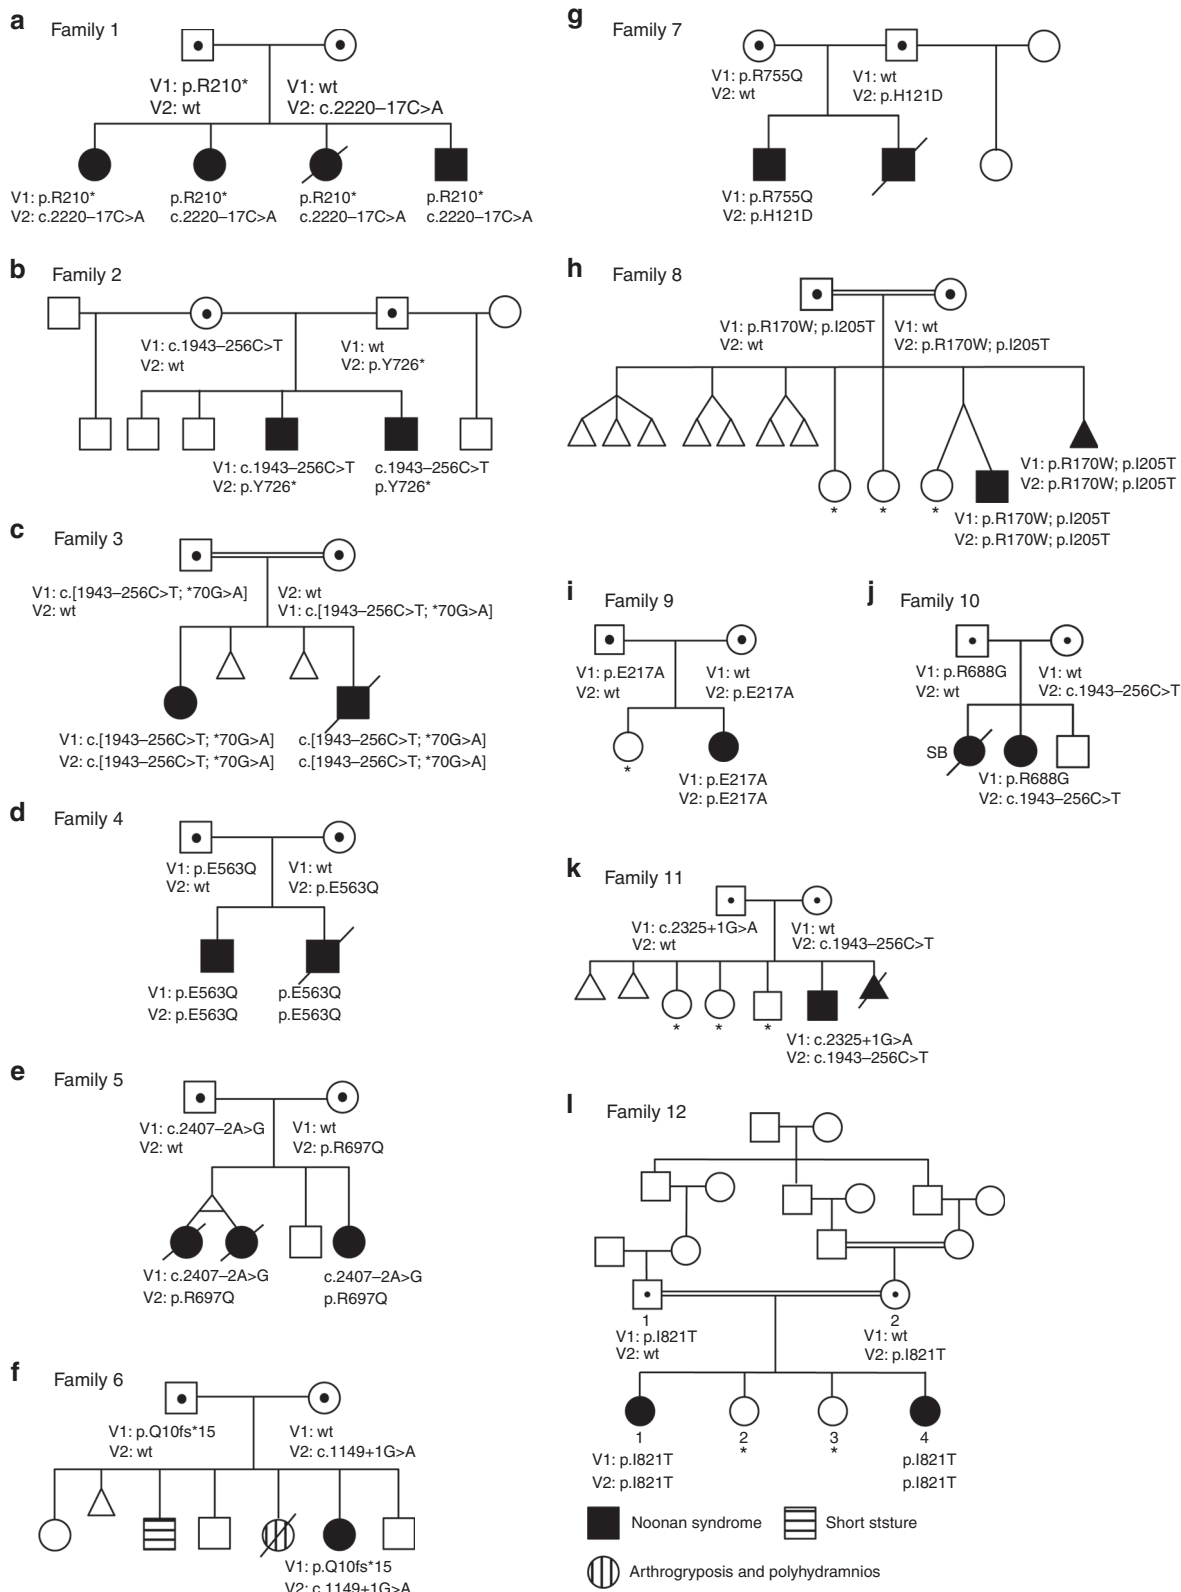 a Family 1
V1: p.R210*
V2: wt
V1: wt
V2: c.2220–17C>A
V1: p.R210*
V2: c.2220–17C>A
p.R210*
c.2220–17C>A
p.R210*
c.2220–17C>A
p.R210*
c.2220–17C>A
b Family 2
V1: c.1943–256C>T
V2: wt
V1: wt
V2: p.Y726*
V1: c.1943–256C>T
V2: p.Y726*
c.1943–256C>T
p.Y726*
c Family 3
V1: c.[1943–256C>T; *70G>A]
V2: wt
V2: wt
V1: c.[1943–256C>T; *70G>A]
V1: c.[1943–256C>T; *70G>A]
V2: c.[1943–256C>T; *70G>A]
c.[1943–256C>T; *70G>A]
c.[1943–256C>T; *70G>A]
d Family 4
V1: p.E563Q
V2: wt
V1: wt
V2: p.E563Q
V1: p.E563Q
V2: p.E563Q
p.E563Q
p.E563Q
e Family 5
V1: c.2407–2A>G
V2: wt
V1: wt
V2: p.R697Q
V1: c.2407–2A>G
V2: p.R697Q
c.2407–2A>G
p.R697Q
f Family 6
V1: p.Q10fs*15
V2: wt
V1: wt
V2: c.1149+1G>A
V1: p.Q10fs*15
V2: c.1149+1G>A
g Family 7
V1: p.R755Q
V2: wt
V1: wt
V2: p.H121D
V1: p.R755Q
V2: p.H121D
h Family 8
V1: p.R170W; p.I205T
V2: wt
V1: wt
V2: p.R170W; p.I205T
V1: p.R170W; p.I205T
V2: p.R170W; p.I205T
* * *
V1: p.R170W; p.I205T
V2: p.R170W; p.I205T
i Family 9
V1: p.E217A
V2: wt
V1: wt
V2: p.E217A
*
V1: p.E217A
V2: p.E217A
j Family 10
V1: p.R688G
V2: wt
V1: wt
V2: c.1943–256C>T
SB
V1: p.R688G
V2: c.1943–256C>T
k Family 11
V1: c.2325+1G>A
V2: wt
V1: wt
V2: c.1943–256C>T
* * *
V1: c.2325+1G>A
V2: c.1943–256C>T
l Family 12
1
V1: p.I821T
V2: wt
2
V1: wt
V2: p.I821T
1 2 3 4
* *
V1: p.I821T
V2: p.I821T
p.I821T
p.I821T
Noonan syndrome
Short ststure
Arthrogryposis and polyhydramnios